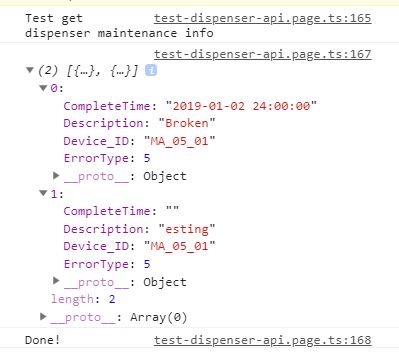 Test get test-dispenser-api.page.ts:165
dispenser maintenance info
test-dispenser-api.page.ts:167
▼ (2) [{…}, {…}] i
▼ 0:
CompleteTime: "2019-01-02 24:00:00"
Description: "Broken"
Device_ID: "MA_05_01"
ErrorType: 5
▶ __proto__: Object
▼ 1:
CompleteTime: ""
Description: "esting"
Device_ID: "MA_05_01"
ErrorType: 5
▶ __proto__: Object
length: 2
▶ __proto__: Array(0)
Done! test-dispenser-api.page.ts:168